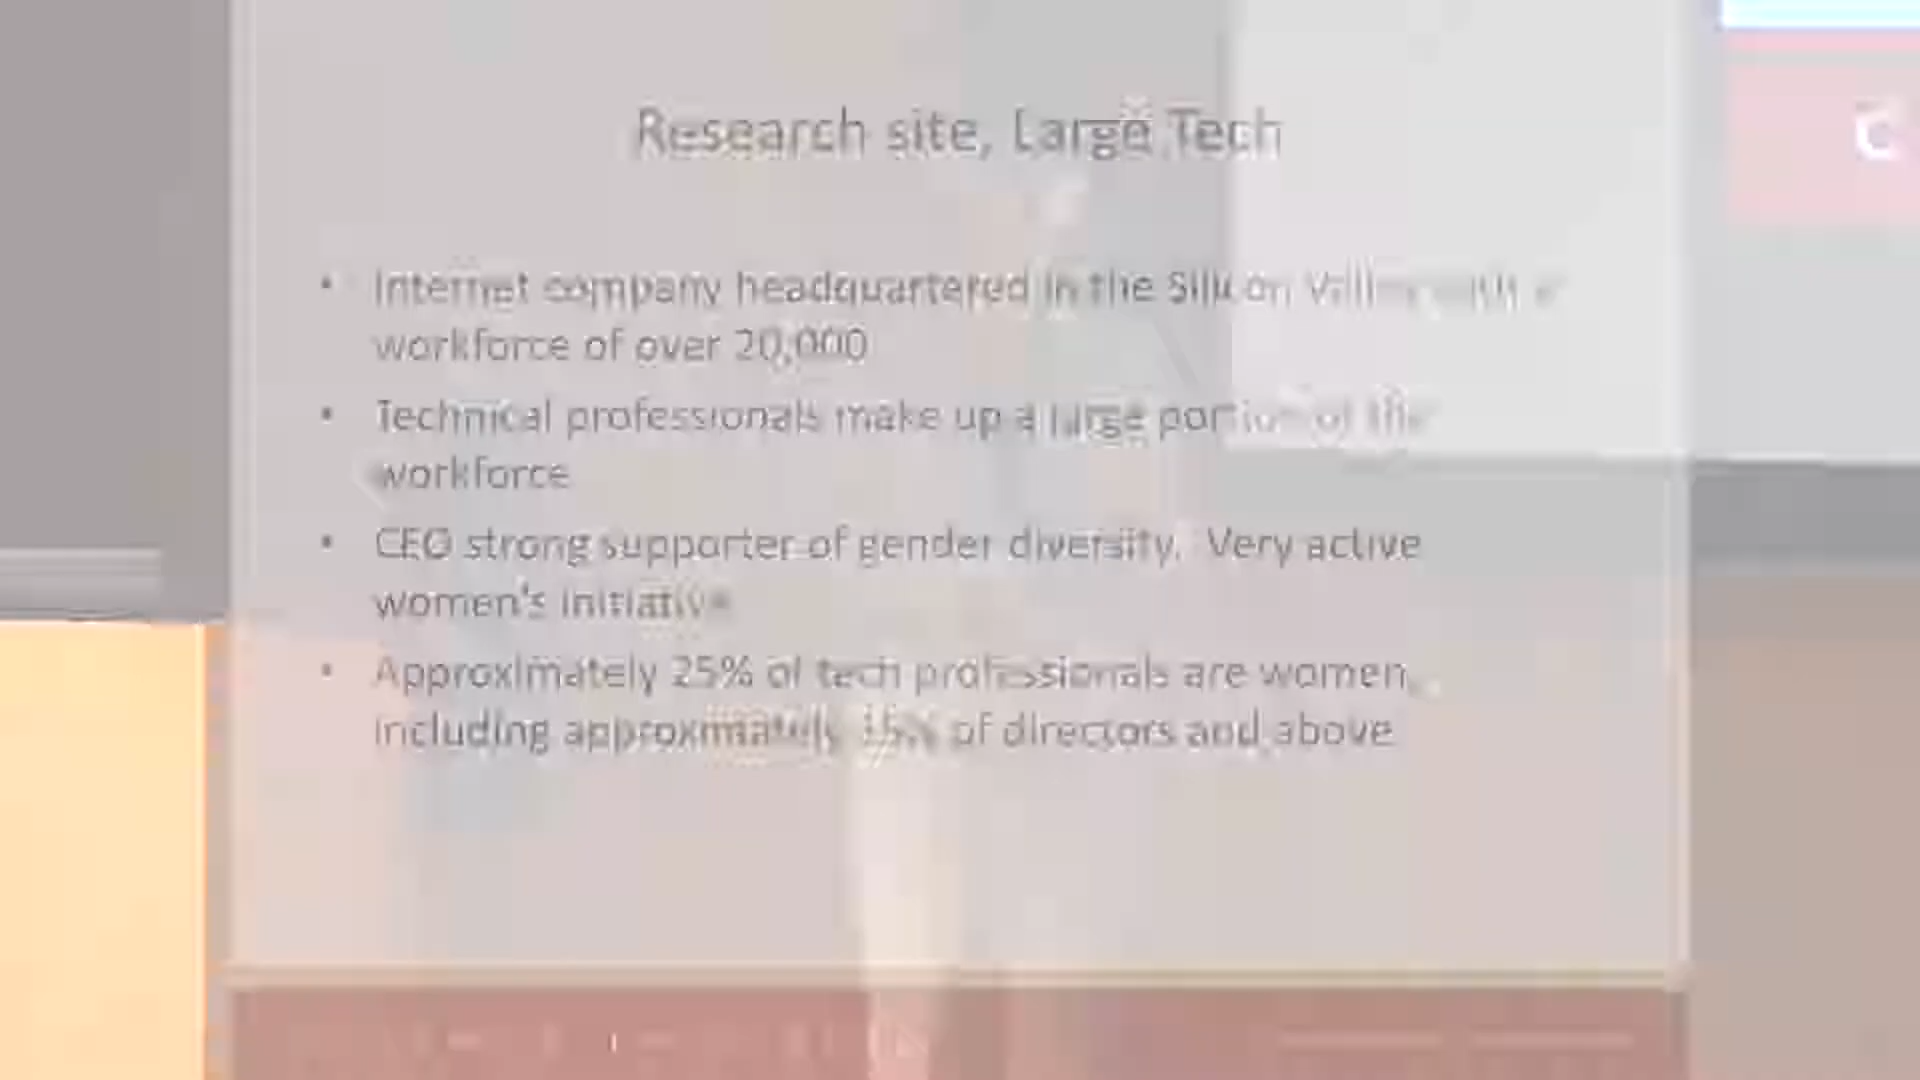 Research site, Large Tech
• Internet company headquartered in the Silicon Valley with a
workforce of over 20,000
• Technical professionals make up a large portion of the
workforce
• CEO strong supporter of gender diversity. Very active
women's initiative
• Approximately 25% of tech professionals are women,
including approximately 15% of directors and above
C